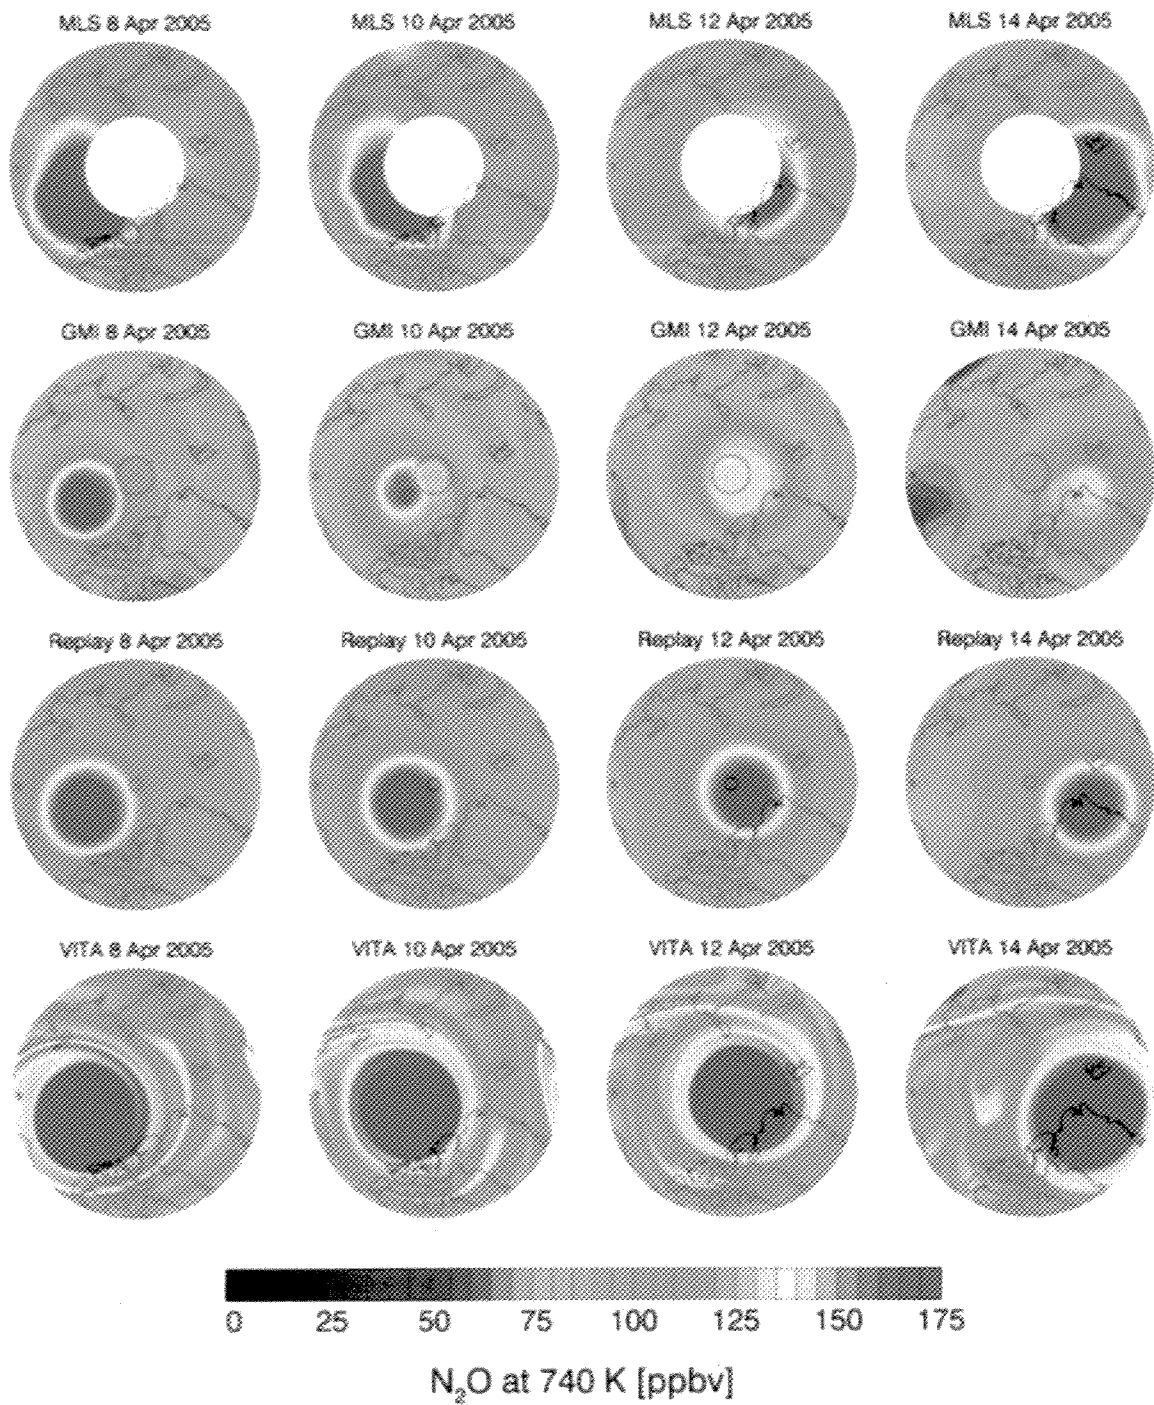 MLS 8 Apr 2005 MLS 10 Apr 2005 MLS 12 Apr 2005 MLS 14 Apr 2005
GMI 8 Apr 2005 GMI 10 Apr 2005 GMI 12 Apr 2005 GMI 14 Apr 2005
Replay 8 Apr 2005 Replay 10 Apr 2005 Replay 12 Apr 2005 Replay 14 Apr 2005
VITA 8 Apr 2005 VITA 10 Apr 2005 VITA 12 Apr 2005 VITA 14 Apr 2005
0 25 50 75 100 125 150 175
N₂O at 740 K [ppbv]